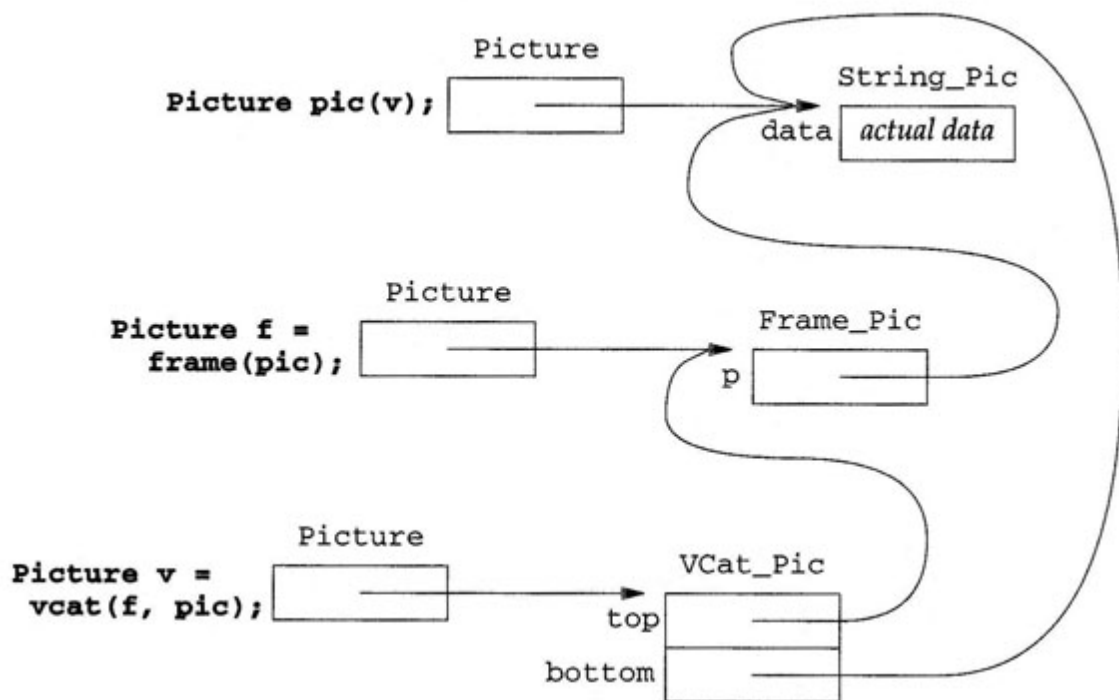 Picture
String_Pic
Picture pic(v);
data
actual data
Picture
Frame_Pic
Picture f =
frame(pic);
p
Picture
VCat_Pic
Picture v =
vcat(f, pic);
top
bottom